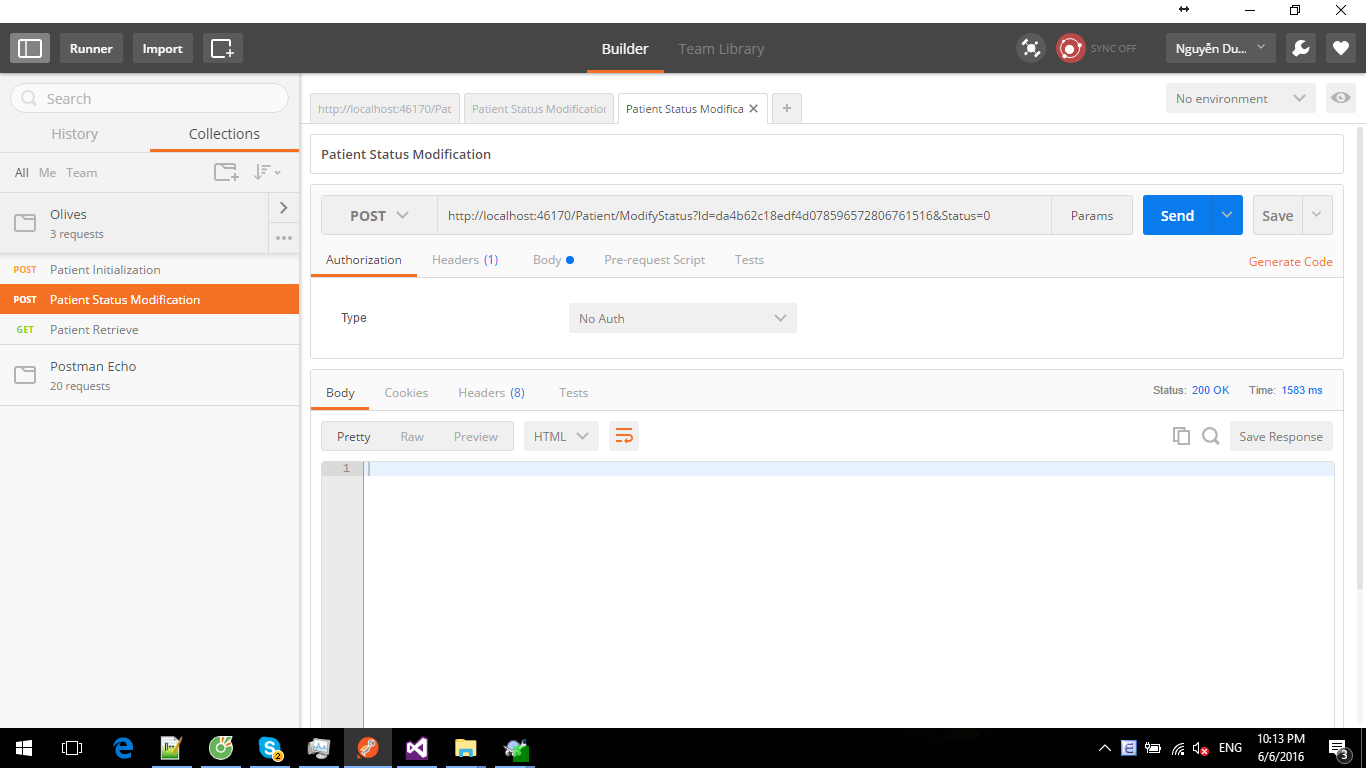 Runner
Import
Builder
Team Library
SYNC OFF
Nguyễn Du...
Search
History
Collections
All Me Team
Olives
3 requests
POST Patient Initialization
POST Patient Status Modification
GET Patient Retrieve
Postman Echo
20 requests
http://localhost:46170/Pat
Patient Status Modification
Patient Status Modifica
No environment
Patient Status Modification
POST
http://localhost:46170/Patient/ModifyStatus?Id=da4b62c18edf4d078596572806761516&Status=0
Params
Send
Save
Authorization
Headers (1)
Body
Pre-request Script
Tests
Generate Code
Type
No Auth
Body
Cookies
Headers (8)
Tests
Status: 200 OK
Time: 1583 ms
Pretty
Raw
Preview
HTML
Save Response
1
2
ENG
10:13 PM
6/6/2016
3